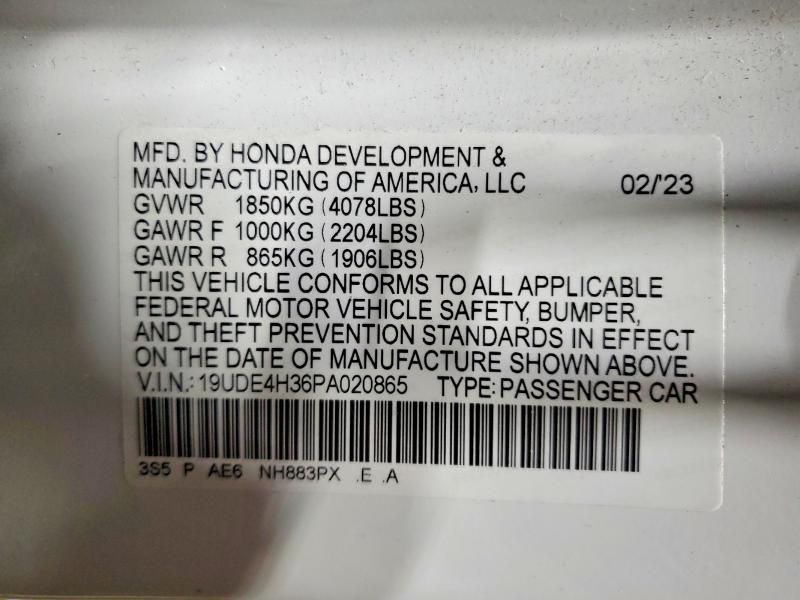 MFD. BY HONDA DEVELOPMENT &
MANUFACTURING OF AMERICA, LLC 02/'23
GVWR 1850KG (4078LBS)
GAWR F 1000KG (2204LBS)
GAWR R 865KG (1906LBS)
THIS VEHICLE CONFORMS TO ALL APPLICABLE
FEDERAL MOTOR VEHICLE SAFETY, BUMPER,
AND THEFT PREVENTION STANDARDS IN EFFECT
ON THE DATE OF MANUFACTURE SHOWN ABOVE.
V.I.N.: 19UDE4H36PA020865 TYPE: PASSENGER CAR
3S5 P AE6 NH883PX .E .A